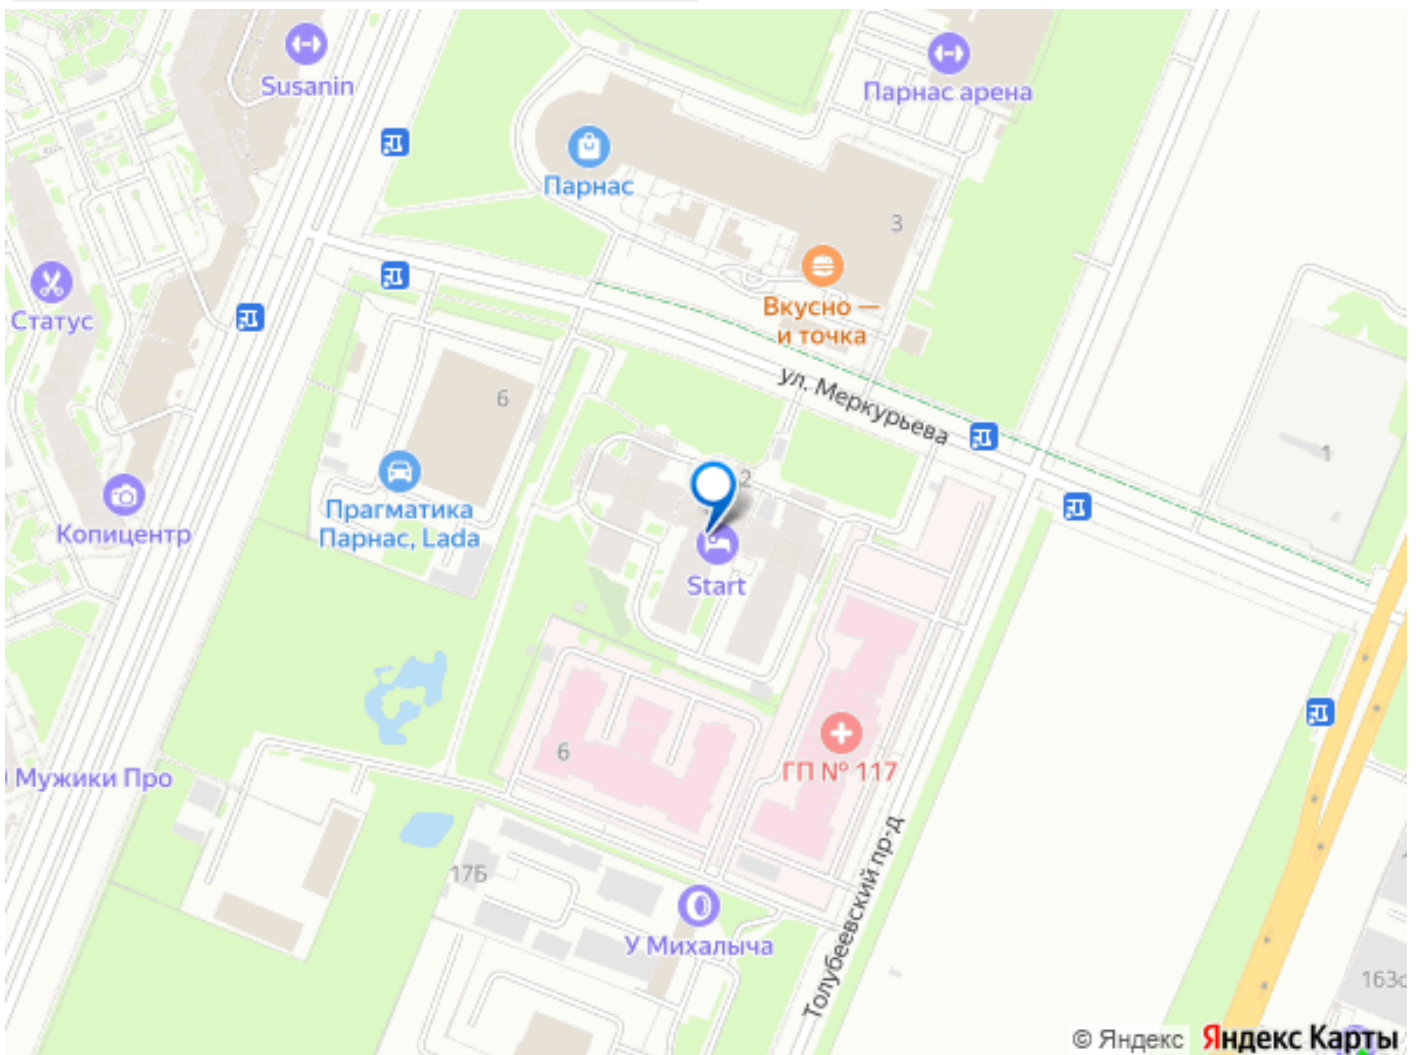 Susanin
Парнас арена
Парнас
3
Статус
Вкусно —
и точка
ул. Меркурьева
6
1
2
Прагматика
Парнас, Lada
Копицентр
Start
6
ГП № 117
Мужики Про
17Б
У Михалыча
Толубеевский пр-д
© Яндекс Яндекс Карты